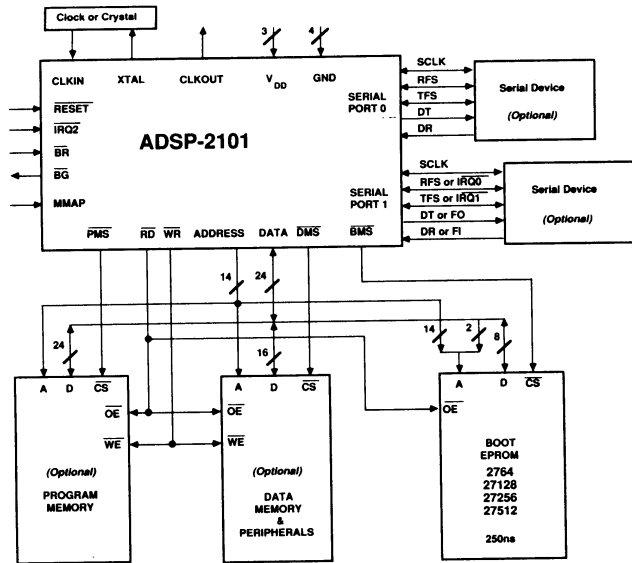 Clock or Crystal
3 4
CLKIN XTAL CLKOUT VDD GND
RESET
IRQ2
BR
BG
MMAP
ADSP-2101
SERIAL
PORT 0
SCLK
RFS
TFS
DT
DR
Serial Device
(Optional)
SERIAL
PORT 1
SCLK
RFS or IRQ0
TFS or IRQ1
DT or FO
DR or FI
Serial Device
(Optional)
PMS RD WR ADDRESS DATA DMS BMS
14 24
24 16 14 2 8
A D CS
OE
WE
(Optional)
PROGRAM
MEMORY
A D CS
OE
WE
(Optional)
DATA
MEMORY
&
PERIPHERALS
A D CS
OE
BOOT
EPROM
2764
27128
27256
27512
250ns